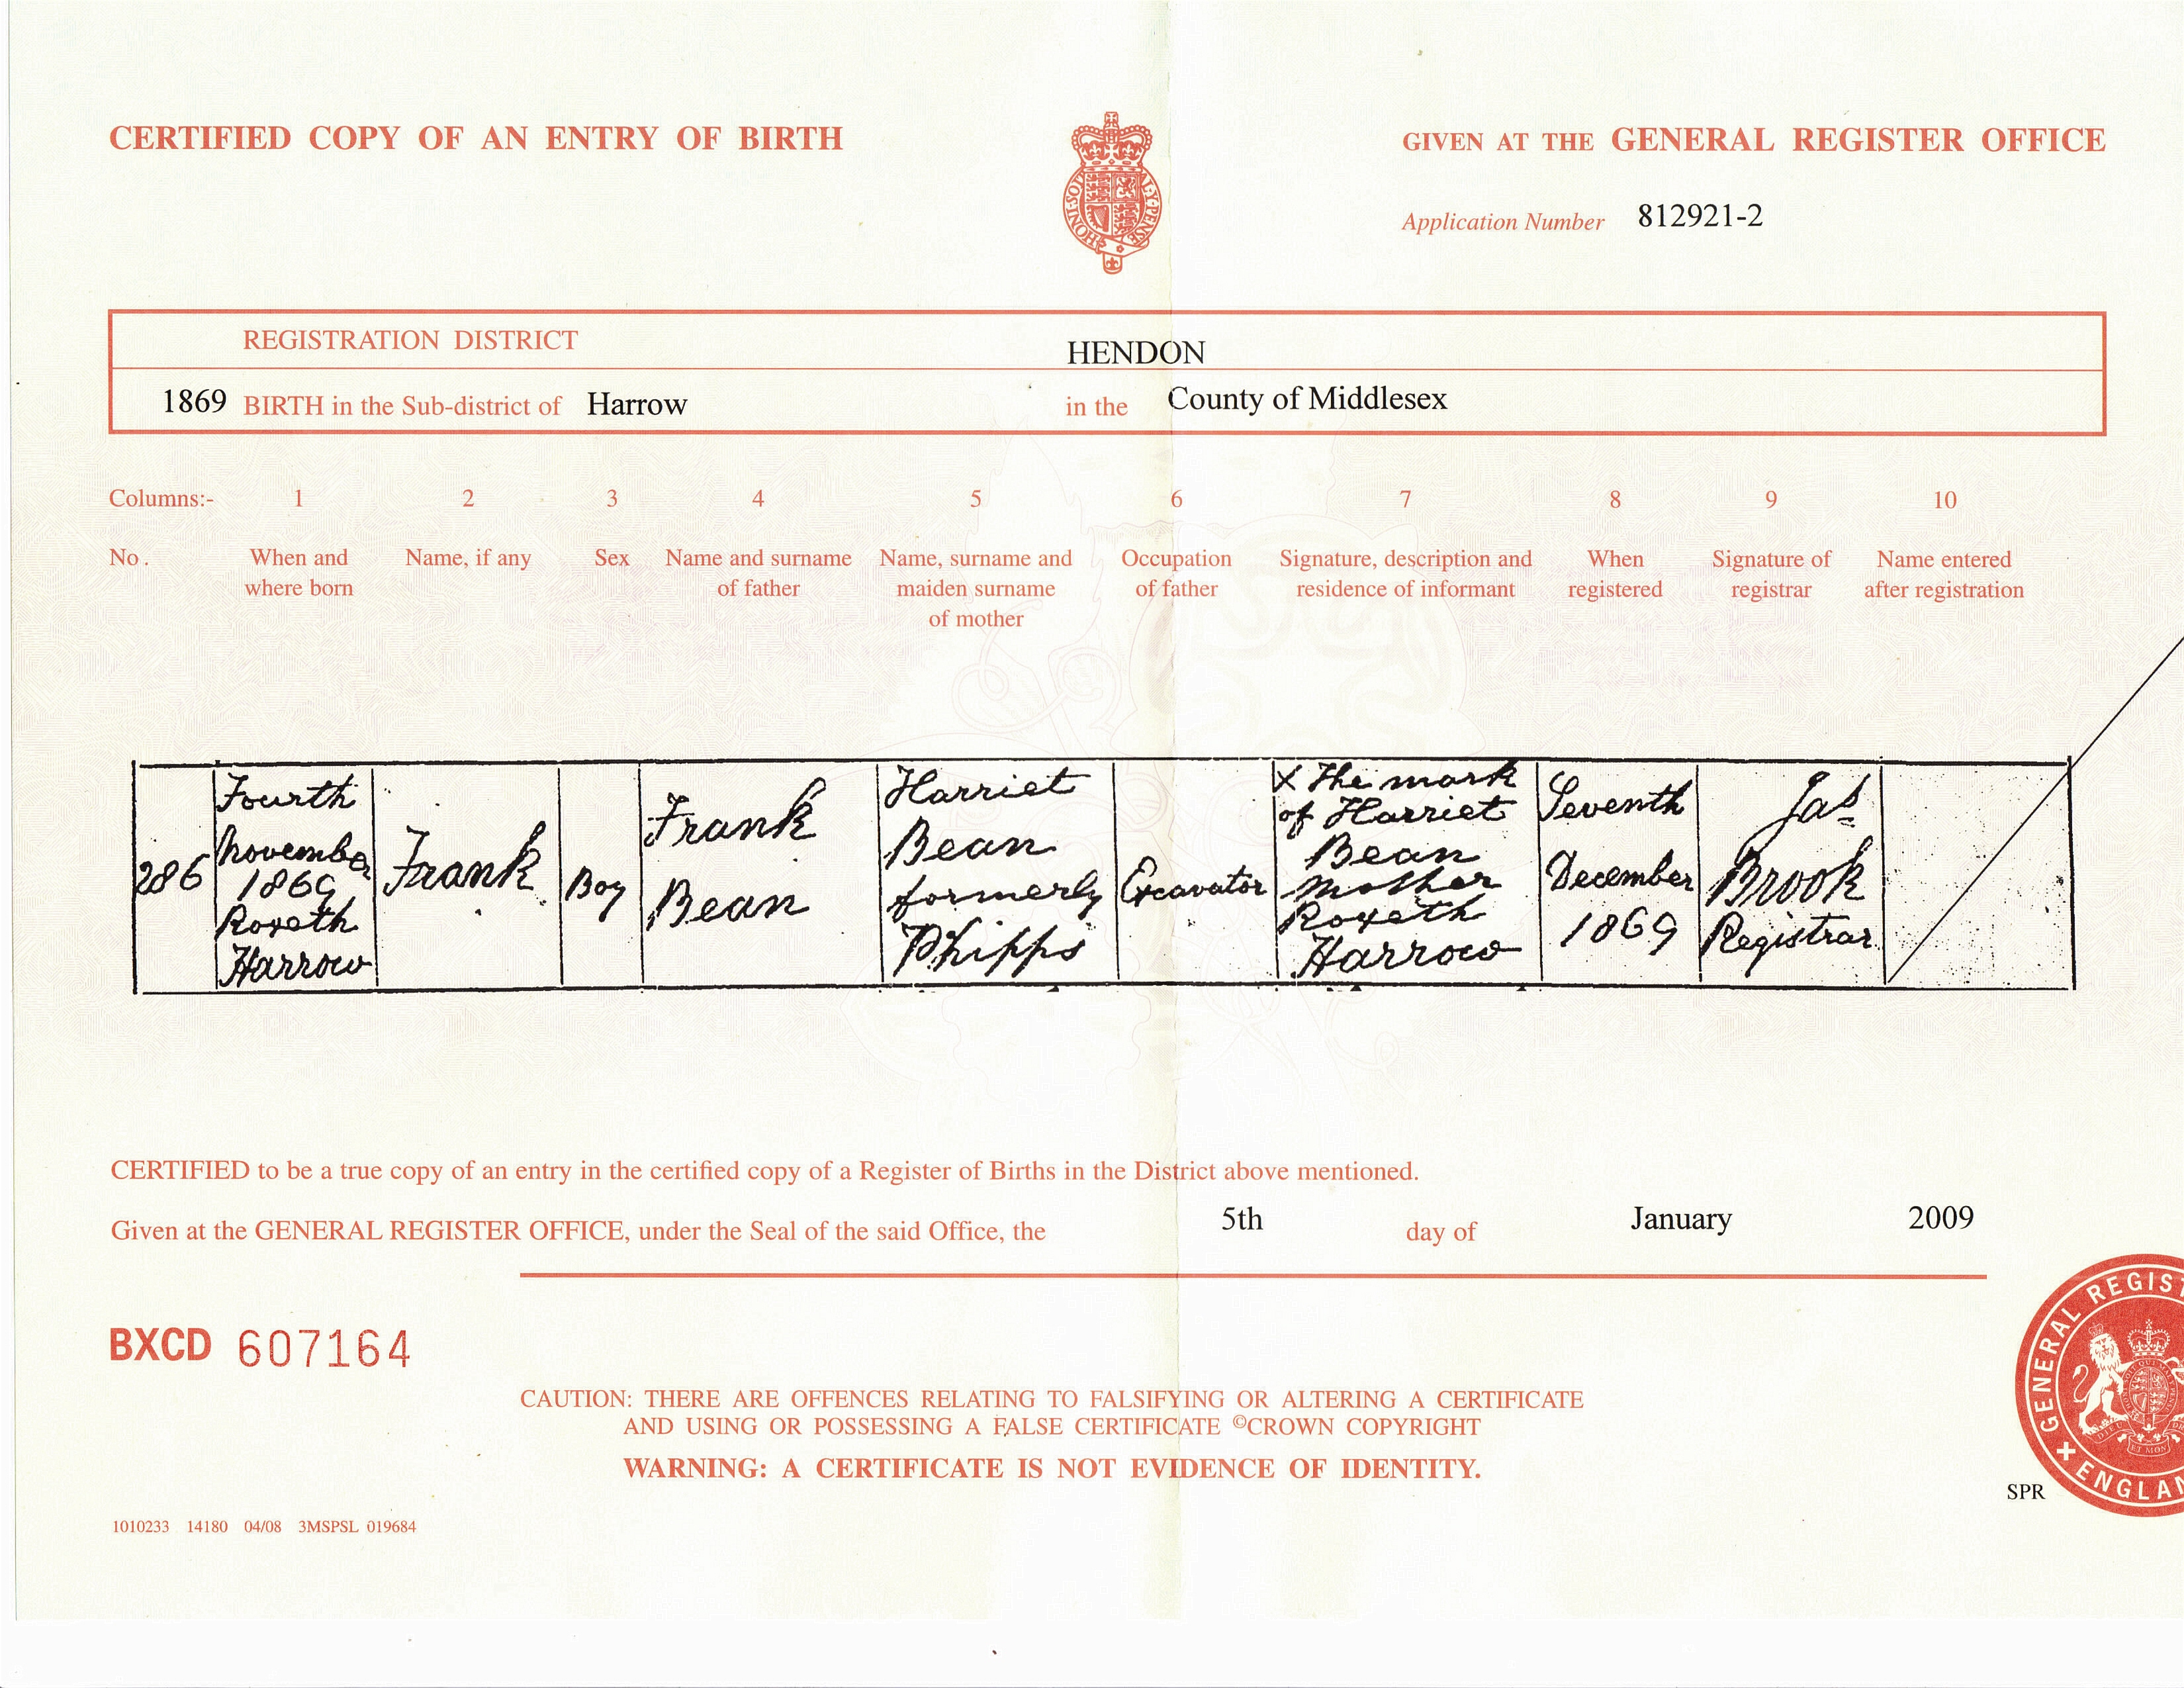 CERTIFIED COPY OF AN ENTRY OF BIRTH
GIVEN AT THE GENERAL REGISTER OFFICE
HONI·SOIT AL·Y·PENSE
Application Number 812921-2
REGISTRATION DISTRICT HENDON
1869 BIRTH in the Sub-district of Harrow in the County of Middlesex
Columns:- 1 2 3 4 5 6 7 8 9 10
No. When and where born
Name, if any
Sex
Name and surname of father
Name, surname and maiden surname of mother
Occupation of father
Signature, description and residence of informant
When registered
Signature of registrar
Name entered after registration
286
Fourth
November
1869
Roxeth
Harrow
Frank
Boy
Frank
Bean
Harriet
Bean
formerly
Phipps
Excavator
X The mark
of Harriet
Bean
Mother
Roxeth
Harrow
Seventh
December
1869
Jas
Brook
Registrar
CERTIFIED to be a true copy of an entry in the certified copy of a Register of Births in the District above mentioned.
Given at the GENERAL REGISTER OFFICE, under the Seal of the said Office, the 5th day of January 2009
BXCD 607164
CAUTION: THERE ARE OFFENCES RELATING TO FALSIFYING OR ALTERING A CERTIFICATE
AND USING OR POSSESSING A FALSE CERTIFICATE ©CROWN COPYRIGHT
WARNING: A CERTIFICATE IS NOT EVIDENCE OF IDENTITY.
GENERAL REGIST
ENGLAN
SPR
1010233 14180 04/08 3MSPSL 019684